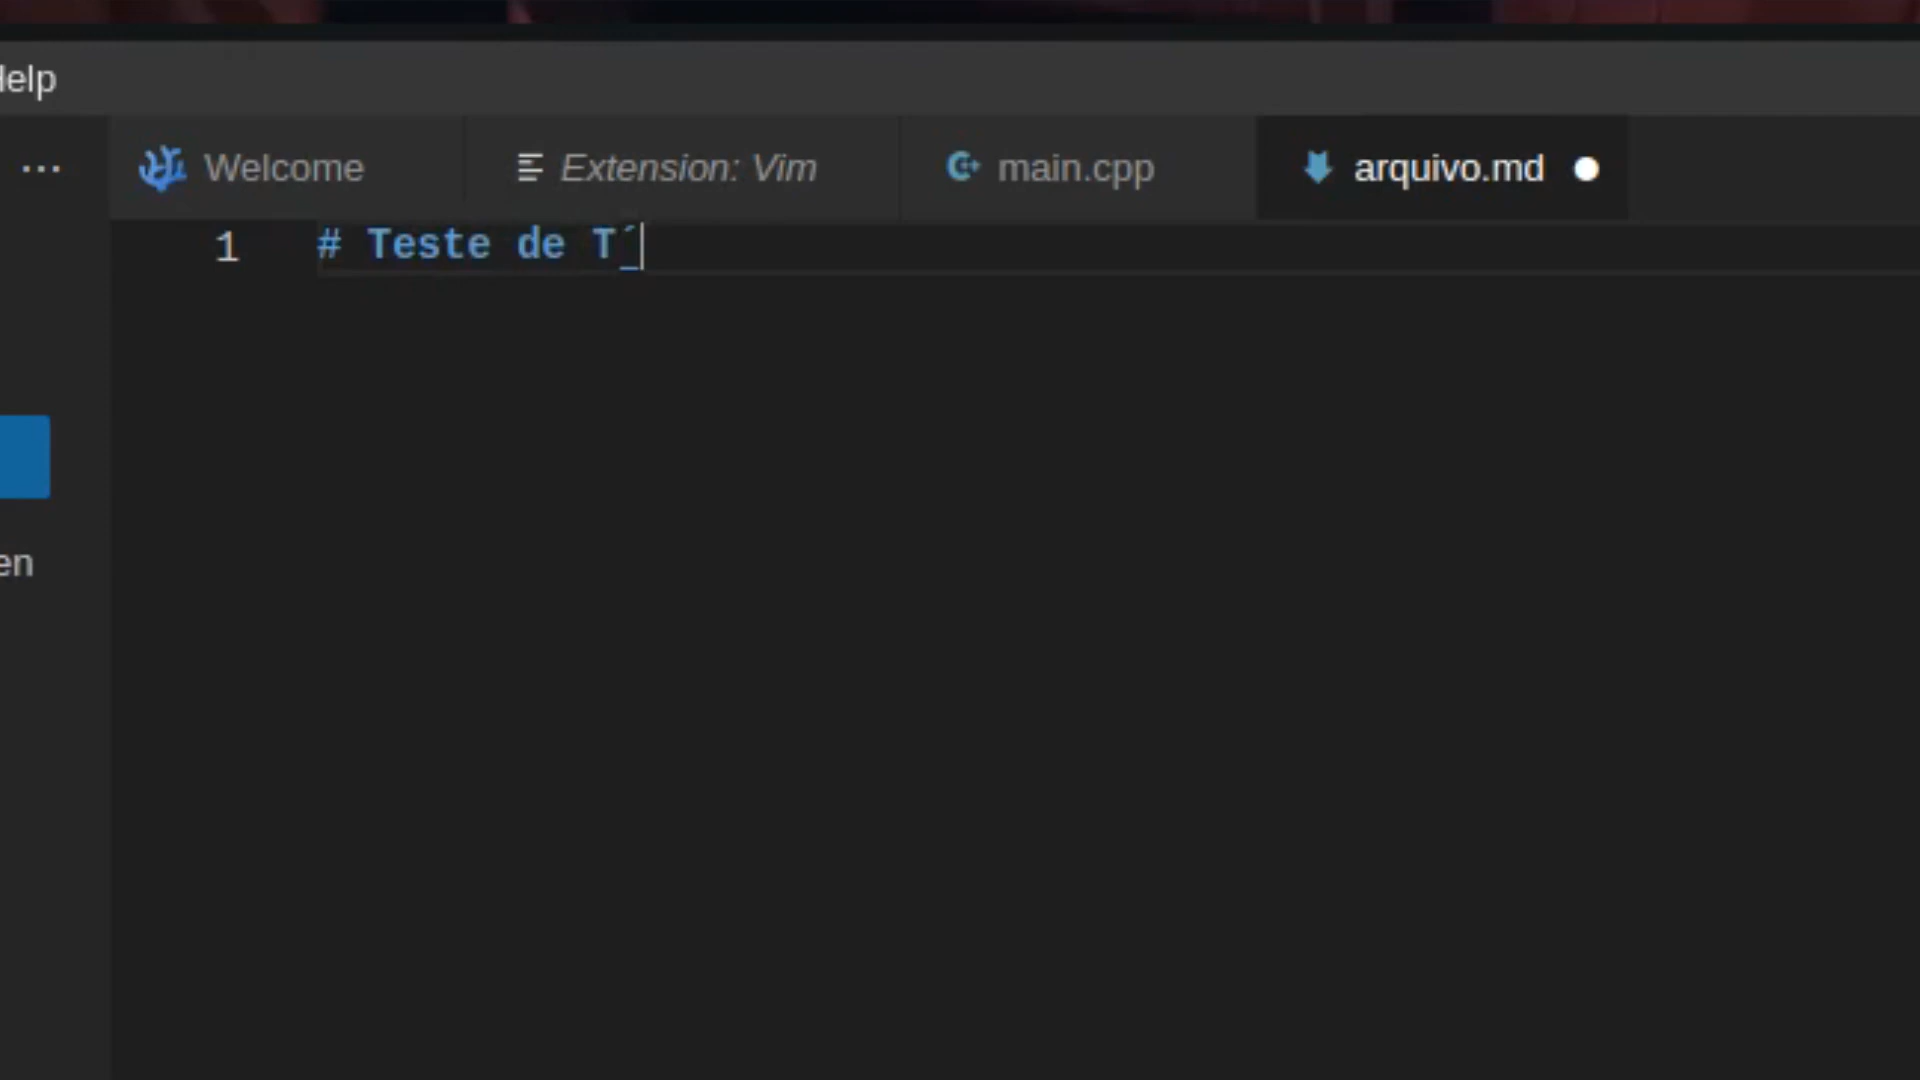 Help
... Welcome Extension: Vim main.cpp arquivo.md
1 # Teste de T´
en